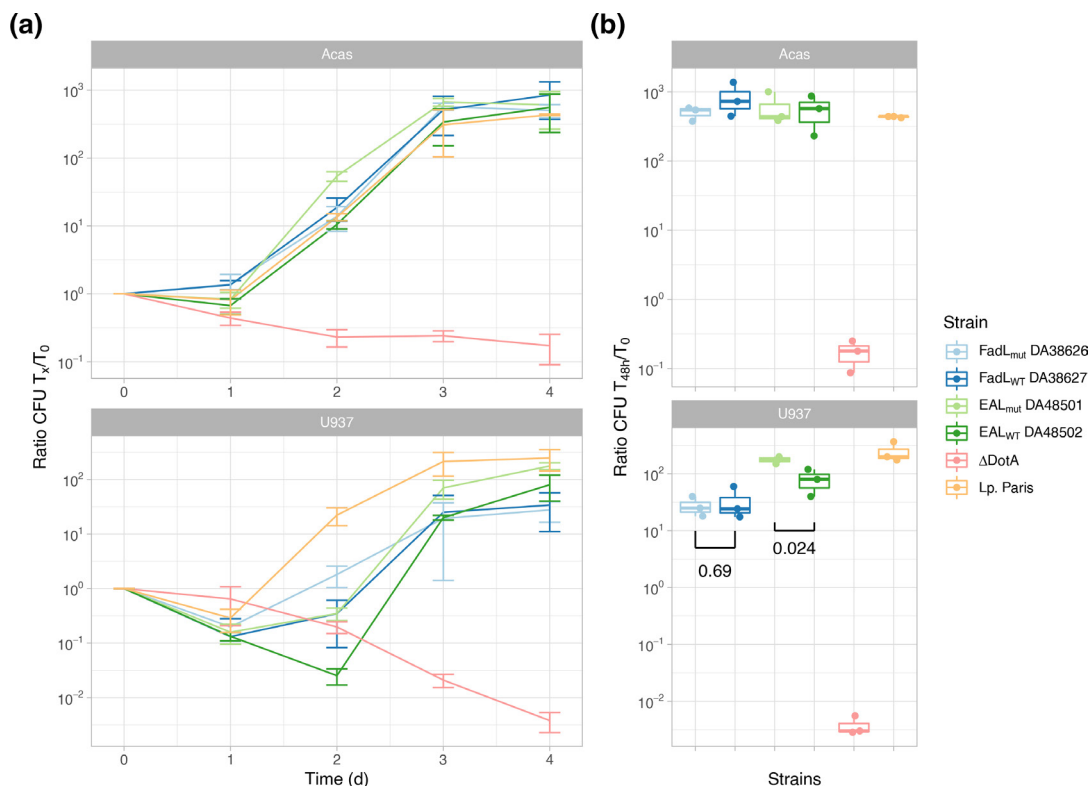 (a)
Acas
10³
10²
10¹
10⁰
10⁻¹
0
1
2
3
4
Ratio CFU Tₓ/T₀
U937
10²
10¹
10⁰
10⁻¹
10⁻²
0
1
2
3
4
Time (d)
(b)
Acas
10³
10²
10¹
10⁰
10⁻¹
Ratio CFU T₄₈ₕ/T₀
U937
10²
10¹
10⁰
10⁻¹
10⁻²
0.69
0.024
Strains
Strain
FadLmut DA38626
FadLWT DA38627
EALmut DA48501
EALWT DA48502
ΔDotA
Lp. Paris